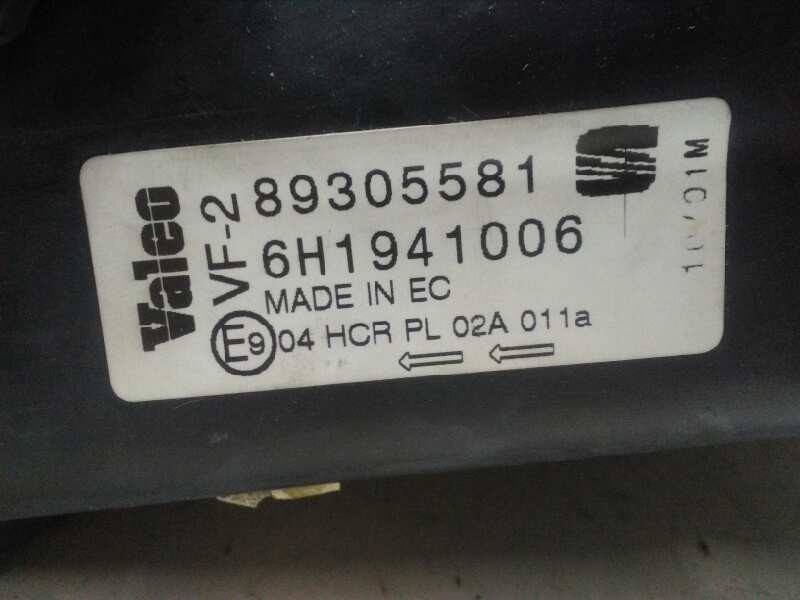 Valeo
VF-2
89305581
6H1941006
MADE IN EC
E9 04 HCR PL 02A 011a